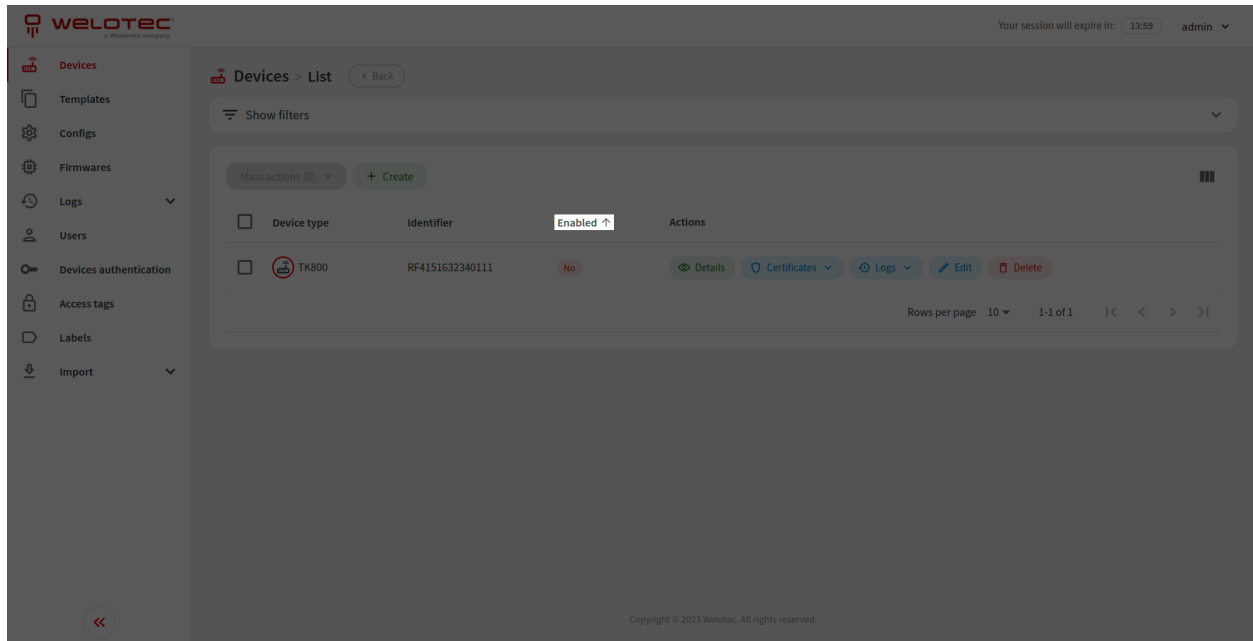 welotec
a Westermo company
Your session will expire in: 13:59 admin
Devices
Templates
Configs
Firmwares
Logs
Users
Devices authentication
Access tags
Labels
Import
Devices > List < Back
Show filters
Mass actions (0) + Create
Device type Identifier Enabled ↑ Actions
TK800 RF4151632340111 No Details Certificates Logs Edit Delete
Rows per page 10 1-1 of 1 |< < > >|
«
Copyright © 2023 Welotec. All rights reserved.